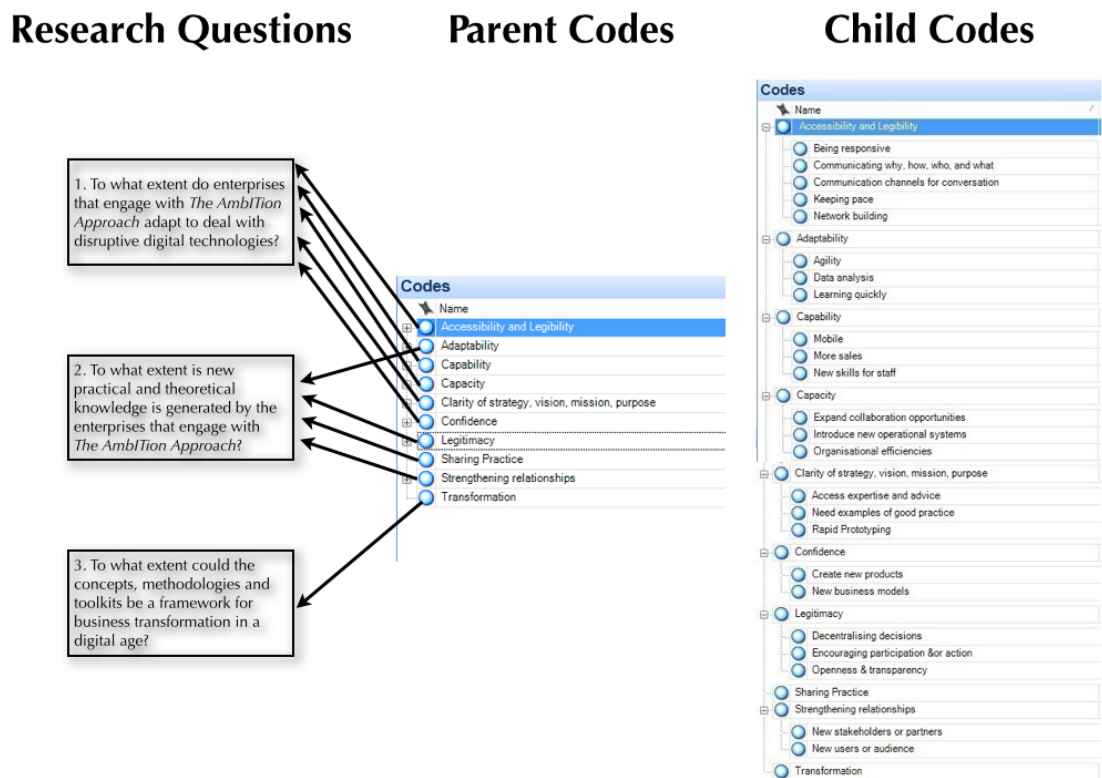 Research Questions
Parent Codes
Child Codes
1. To what extent do enterprises
that engage with The AmbITion
Approach adapt to deal with
disruptive digital technologies?
2. To what extent is new
practical and theoretical
knowledge is generated by the
enterprises that engage with
The AmbITion Approach?
3. To what extent could the
concepts, methodologies and
toolkits be a framework for
business transformation in a
digital age?
Codes
Name
Accessibility and Legibility
Adaptability
Capability
Capacity
Clarity of strategy, vision, mission, purpose
Confidence
Legitimacy
Sharing Practice
Strengthening relationships
Transformation
Codes
Name
Accessibility and Legibility
Being responsive
Communicating why, how, who, and what
Communication channels for conversation
Keeping pace
Network building
Adaptability
Agility
Data analysis
Learning quickly
Capability
Mobile
More sales
New skills for staff
Capacity
Expand collaboration opportunities
Introduce new operational systems
Organisational efficiencies
Clarity of strategy, vision, mission, purpose
Access expertise and advice
Need examples of good practice
Rapid Prototyping
Confidence
Create new products
New business models
Legitimacy
Decentralising decisions
Encouraging participation &or action
Openness & transparency
Sharing Practice
Strengthening relationships
New stakeholders or partners
New users or audience
Transformation